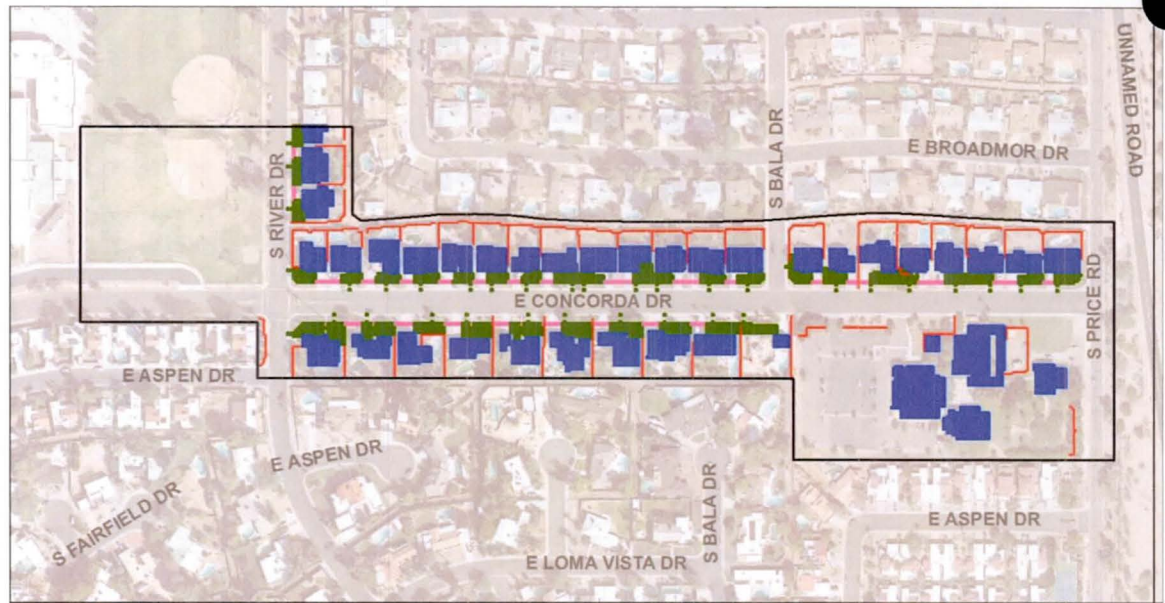 UNNAMED ROAD
S BALA DR
E BROADMOR DR
S RIVER DR
E CONCORDA DR
S PRICE RD
E ASPEN DR
E ASPEN DR
S FAIRFIELD DR
S BALA DR
E ASPEN DR
E LOMA VISTA DR